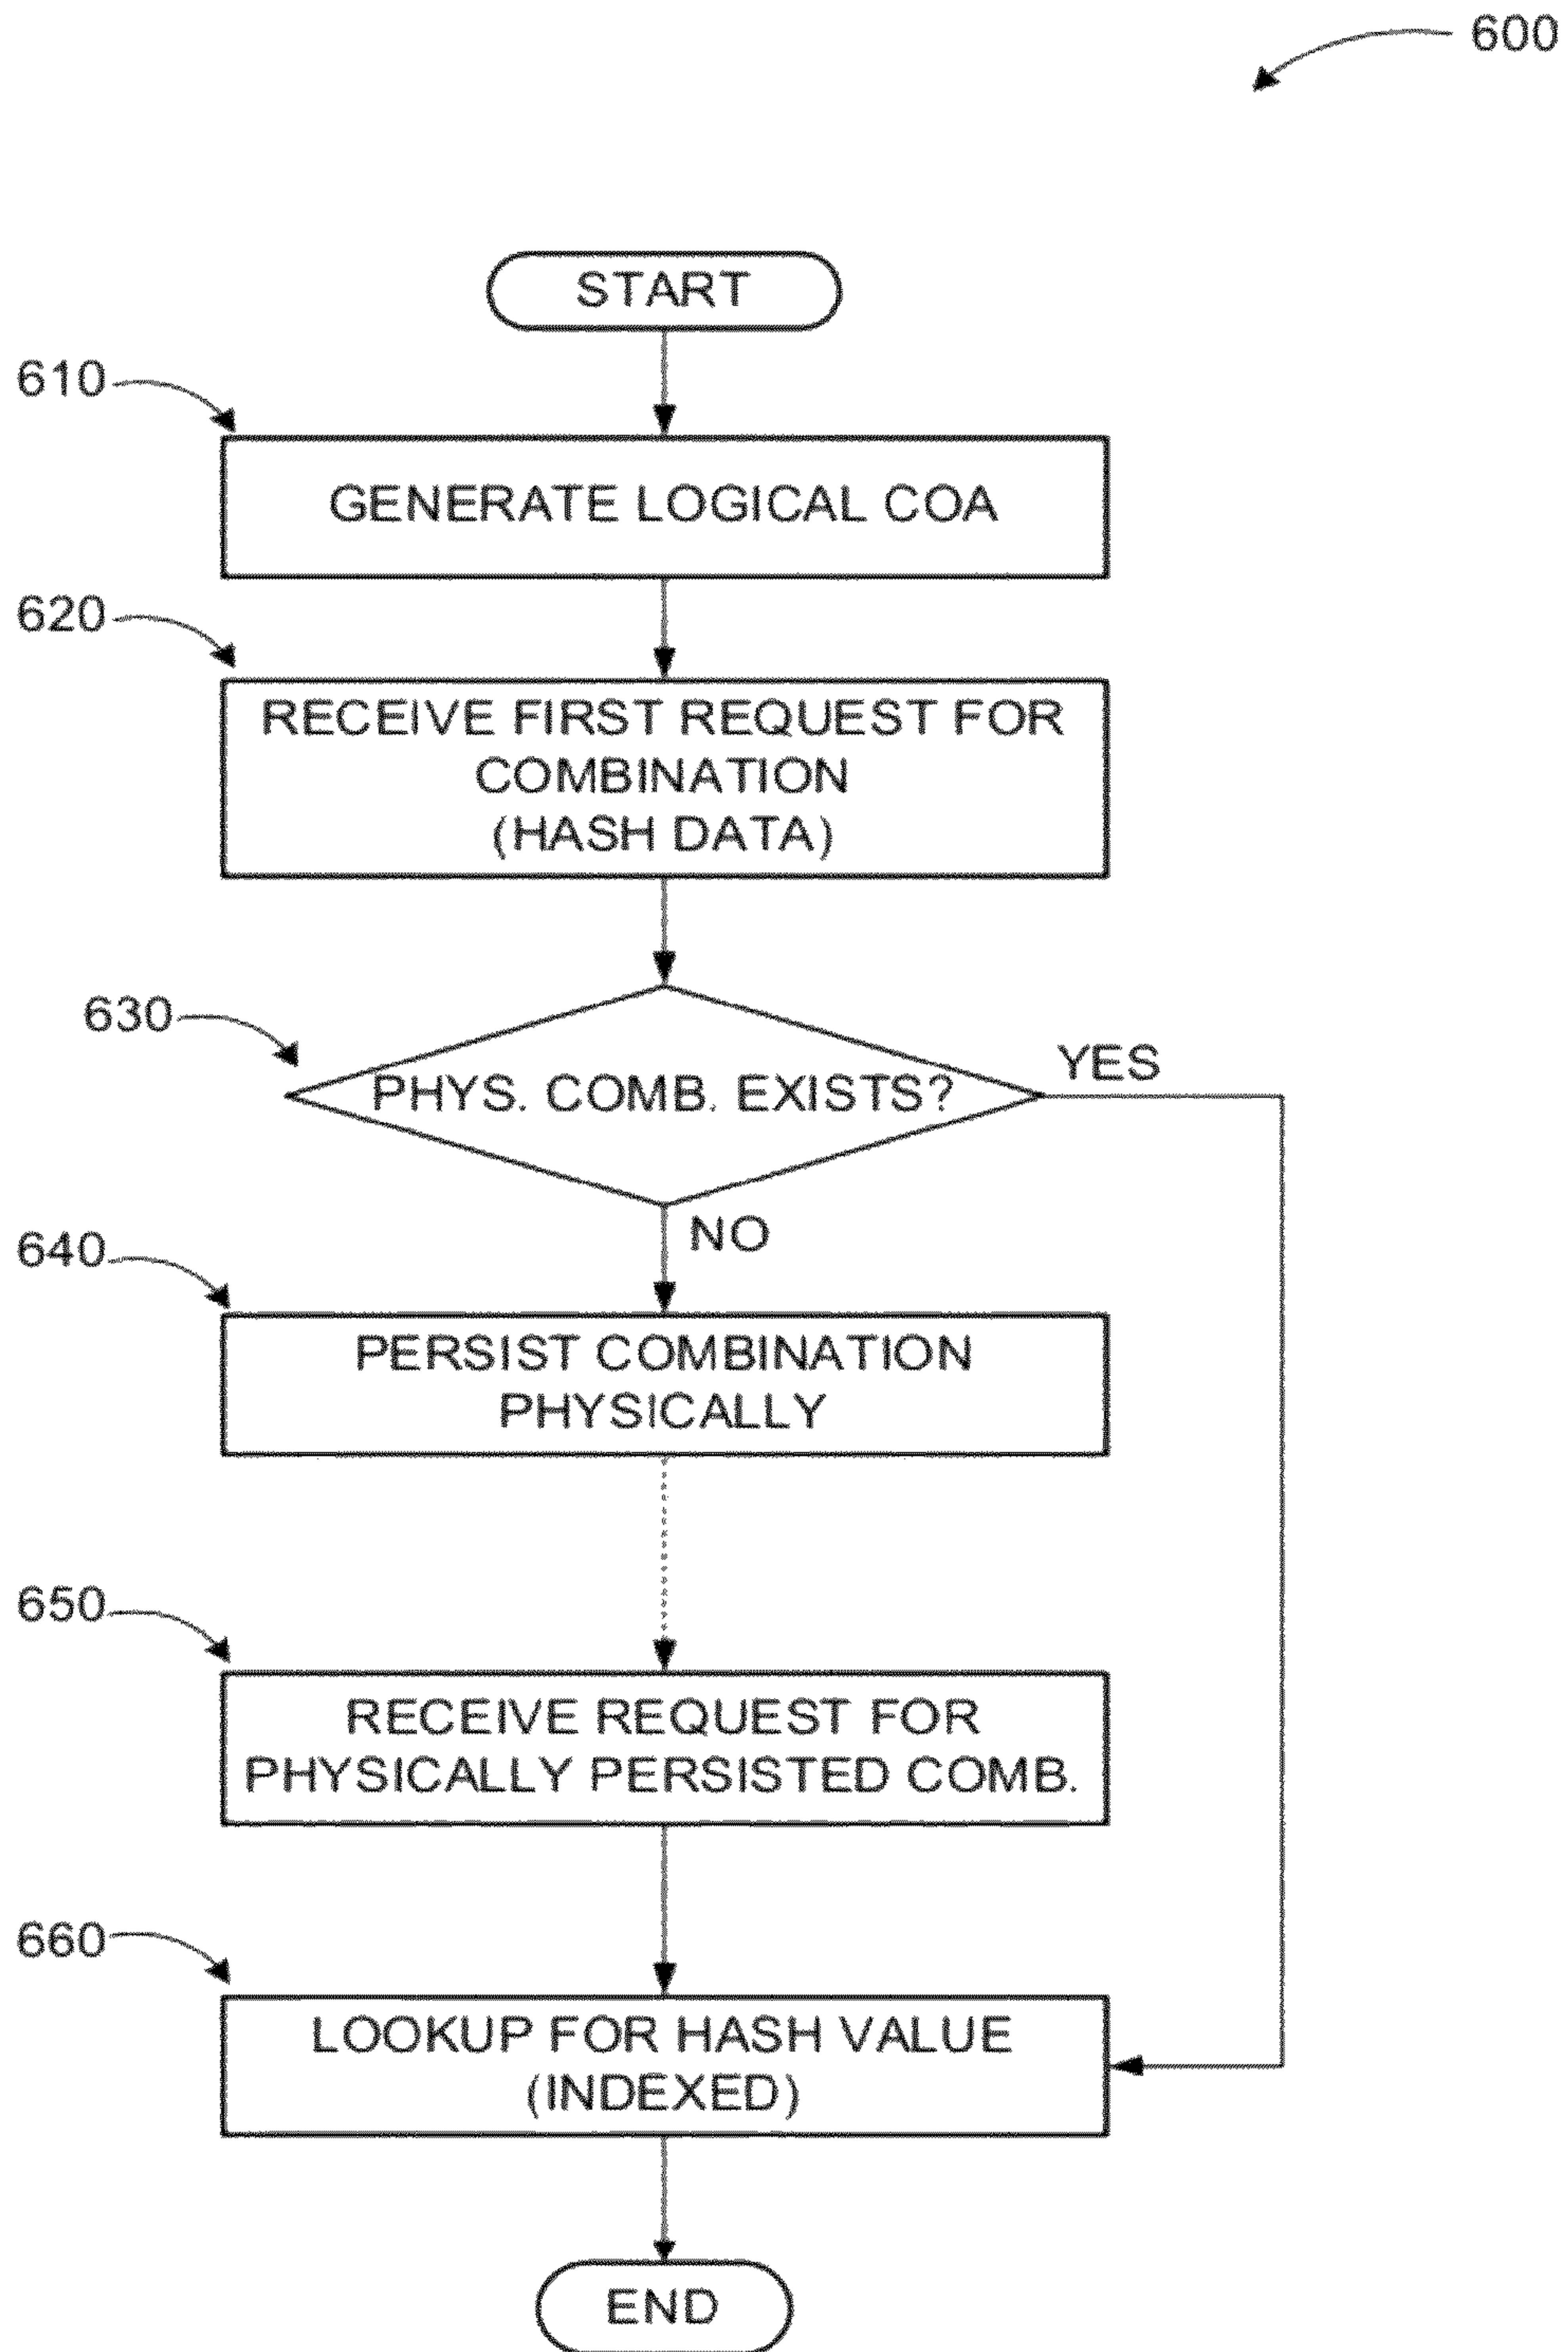 600
START
610
GENERATE LOGICAL COA
620
RECEIVE FIRST REQUEST FOR
COMBINATION
(HASH DATA)
630
PHYS. COMB. EXISTS?
YES
NO
640
PERSIST COMBINATION
PHYSICALLY
650
RECEIVE REQUEST FOR
PHYSICALLY PERSISTED COMB.
660
LOOKUP FOR HASH VALUE
(INDEXED)
END